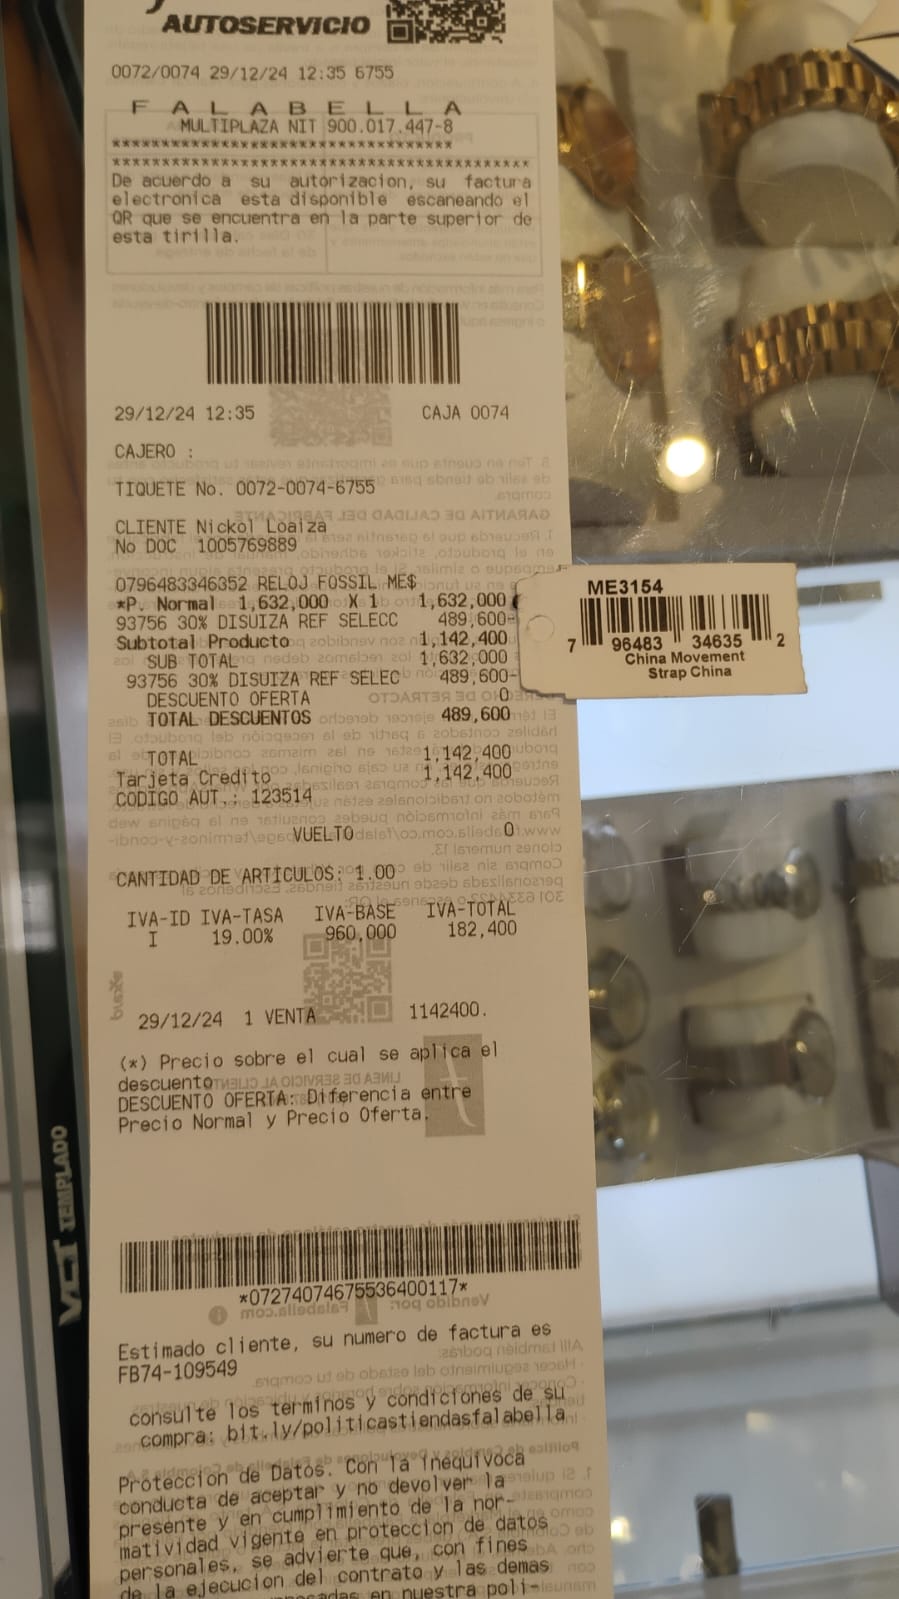 AUTOSERVICIO
0072/0074 29/12/24 12:35 6755
F A L A B E L L A
MULTIPLAZA NIT 900.017.447-8
**********************************
******************************************
De acuerdo a su autorizacion, su factura
electronica esta disponible escaneando el
QR que se encuentra en la parte superior de
esta tirilla.
29/12/24 12:35 CAJA 0074
CAJERO :
TIQUETE No. 0072-0074-6755
CLIENTE Nickol Loaiza
No DOC 1005769889
0796483346352 RELOJ FOSSIL ME$
*P. Normal 1,632,000 X 1 1,632,000
93756 30% DISUIZA REF SELECC 489,600-
Subtotal Producto 1,142,400
SUB TOTAL 1,632,000
93756 30% DISUIZA REF SELEC 489,600-
DESCUENTO OFERTA 0
TOTAL DESCUENTOS 489,600
TOTAL 1,142,400
Tarjeta Credito 1,142,400
CODIGO AUT.: 123514
VUELTO 0
CANTIDAD DE ARTICULOS: 1.00
IVA-ID IVA-TASA IVA-BASE IVA-TOTAL
I 19.00% 960,000 182,400
29/12/24 1 VENTA 1142400.
(*) Precio sobre el cual se aplica el
descuento
DESCUENTO OFERTA: Diferencia entre
Precio Normal y Precio Oferta.
*07274074675536400117*
Estimado cliente, su numero de factura es
FB74-109549
consulte los terminos y condiciones de su
compra: bit.ly/politicastiendasfalabella
Proteccion de Datos. Con la inequivoca
conducta de aceptar y no devolver la
presente y en cumplimiento de la nor-
matividad vigente en proteccion de datos
personales, se advierte que, con fines
de la ejecucion del contrato y las demas
en nuestra poli-
ME3154
7 96483 34635 2
China Movement
Strap China
VCT TEMPLADO